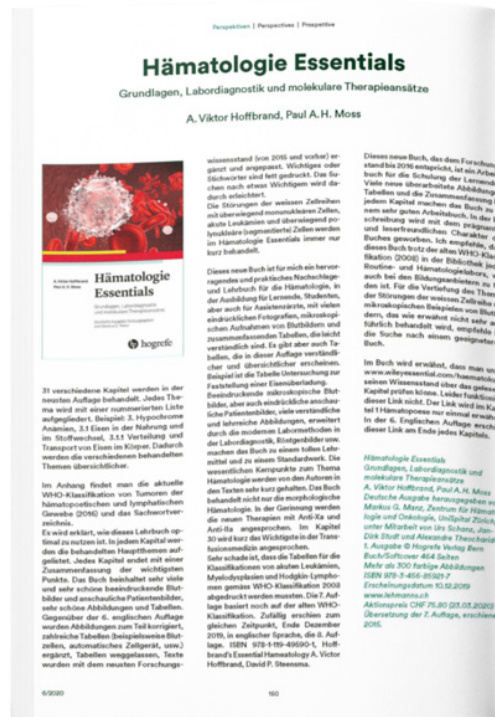 Perspektiven | Perspectives | Prospettive
Hämatologie Essentials
Grundlagen, Labordiagnostik und molekulare Therapieansätze
A. Viktor Hoffbrand, Paul A. H. Moss
Hämatologie
Essentials
hogrefe
31 verschiedene Kapitel werden in der
neusten Auflage behandelt. Jedes The-
ma wird mit einer nummerierten Liste
aufgegliedert. Beispiel: 3. Hypochrome
Anämien, 3.1 Eisen in der Nahrung und
im Stoffwechsel, 3.1.1 Verteilung und
Transport von Eisen im Körper. Dadurch
werden die verschiedenen behandelten
Themen übersichtlicher.
Im Anhang findet man die aktuelle
WHO-Klassifikation von Tumoren der
hämatopoetischen und lymphatischen
Gewebe (2016) und das Sachwortver-
zeichnis.
Es wird erklärt, wie dieses Lehrbuch op-
timal zu nutzen ist. In jedem Kapitel wer-
den die behandelten Hauptthemen auf-
gelistet. Jedes Kapitel endet mit einer
Zusammenfassung der wichtigsten
Punkte. Das Buch beinhaltet sehr viele
und sehr schöne beeindruckende Blut-
bilder und anschauliche Patientenbilder,
sehr schöne Abbildungen und Tabellen.
Gegenüber der 6. englischen Auflage
wurden Abbildungen zum Teil korrigiert,
zahlreiche Tabellen (beispielsweise Blut-
zellen, automatisches Zellgerät, usw.)
ergänzt, Tabellen weggelassen, Texte
wurden mit dem neusten Forschungs-
wissenstand (von 2015 und vorher) er-
gänzt und angepasst. Wichtiges oder
Stichwörter sind fett gedruckt. Das Su-
chen nach etwas Wichtigem wird da-
durch erleichtert.
Die Störungen der weissen Zellreihen
mit überwiegend mononukleären Zellen,
akute Leukämien und überwiegend po-
lynukleäre (segmentierte) Zellen werden
im Hämatologie Essentials immer nur
kurz behandelt.
Dieses neue Buch ist für mich ein hervor-
ragendes und praktisches Nachschlage-
und Lehrbuch für die Hämatologie, in
der Ausbildung für Lernende, Studenten,
aber auch für Assistenzärzte, mit vielen
eindrücklichen Fotografien, mikroskopi-
schen Aufnahmen von Blutbildern und
zusammenfassenden Tabellen, die leicht
verständlich sind. Es gibt aber auch Ta-
bellen, die in dieser Auflage verständli-
cher und übersichtlicher erscheinen.
Beispiel ist die Tabelle Untersuchung zur
Feststellung einer Eisenüberladung.
Beeindruckende mikroskopische Blut-
bilder, aber auch eindrückliche anschau-
liche Patientenbilder, viele verständliche
und lehrreiche Abbildungen, erweitert
durch die modernen Labormethoden in
der Labordiagnostik, Röntgenbilder usw.
machen das Buch zu einem tollen Lehr-
mittel und zu einem Standardwerk. Die
wesentlichen Kernpunkte zum Thema
Hämatologie werden von den Autoren in
den Texten sehr kurz gehalten. Das Buch
behandelt nicht nur die morphologische
Hämatologie. In der Gerinnung werden
die neuen Therapien mit Anti-Xa und
Anti-IIa angesprochen. Im Kapitel
30 wird kurz das Wichtigste in der Trans-
fusionsmedizin angesprochen.
Sehr schade ist, dass die Tabellen für die
Klassifikationen von akuten Leukämien,
Myelodysplasien und Hodgkin-Lympho-
men gemäss WHO-Klassifikation 2008
abgedruckt werden mussten. Die 7. Auf-
lage basiert noch auf der alten WHO-
Klassifikation. Zufällig erschien zum
gleichen Zeitpunkt, Ende Dezember
2019, in englischer Sprache, die 8. Auf-
lage. ISBN 978-1-119-49590-1, Hoff-
brand's Essential Hameatology A. Victor
Hoffbrand, David P. Steensma.
Dieses neue Buch, das dem Forschun
stand bis 2016 entspricht, ist ein Arbei
buch für die Schulung der Lernend
Viele neue überarbeitete Abbildung
Tabellen und die Zusammenfassung
jedem Kapitel machen das Buch zu
nem sehr guten Arbeitbuch. In der
schreibung wird mit dem prägnant
und leserfreundlichen Charakter
Buches geworben. Ich empfehle, d
dieses Buch trotz der alten WHO-Klas
fikation (2008) in der Bibliothek je
Routine- und Hämatologielabors,
auch bei den Bildungsanbietern zu
den ist. Für die Vertiefung des Them
der Störungen der weissen Zellreihe
mikroskopischen Beispielen von Blut
dern, das wie erwähnt nicht sehr a
führlich behandelt wird, empfehle
die Suche nach einem geeigneter
Buch.
Im Buch wird erwähnt, dass man un
www.wileyessential.com/haematolo
seinen Wissenstand über das geles
Kapitel prüfen könne. Leider funktion
dieser Link nicht. Der Link wird im Ka
tel 1 Hämatopoese nur einmal erwähn
In der 6. Englischen Auflage ersch
dieser Link am Ende jedes Kapitels.
Hämatologie Essentials
Grundlagen, Labordiagnostik und
molekulare Therapieansätze
A. Viktor Hoffbrand, Paul A. H. Moss
Deutsche Ausgabe herausgegeben vo
Markus G. Manz, Zentrum für Hämat
logie und Onkologie, UniSpital Zürich,
unter Mitarbeit von Urs Schanz, Jan-
Dirk Studt und Alexandre Theocharid
1. Ausgabe © Hogrefe Verlag Bern
Buch/Softcover 464 Seiten
Mehr als 300 farbige Abbildungen
ISBN 978-3-456-85921-7
Erscheinungsdatum 10.12.2019
www.lehmanns.ch
Aktionspreis CHF 75.80 (23.03.2020)
Übersetzung der 7. Auflage, erschiene
2015.
6/2020
160